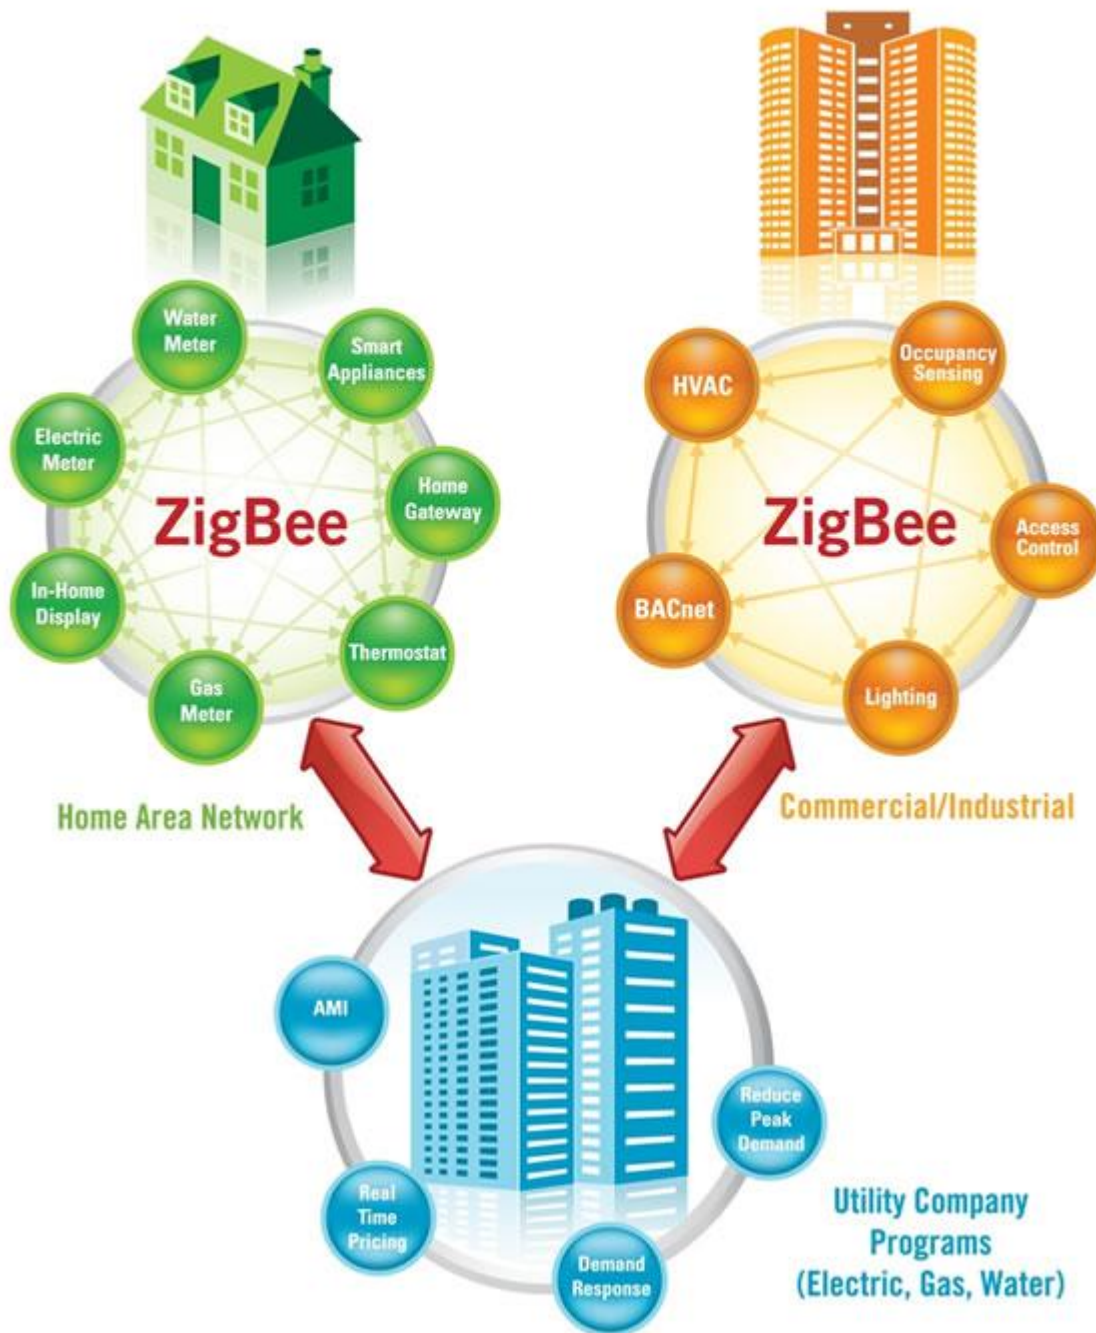 Water
Meter
Smart
Appliances
Electric
Meter
Home
Gateway
ZigBee
In-Home
Display
Thermostat
Gas
Meter
Home Area Network
HVAC
Occupancy
Sensing
ZigBee
Access
Control
BACnet
Lighting
Commercial/Industrial
AMI
Reduce
Peak
Demand
Real
Time
Pricing
Demand
Response
Utility Company
Programs
(Electric, Gas, Water)